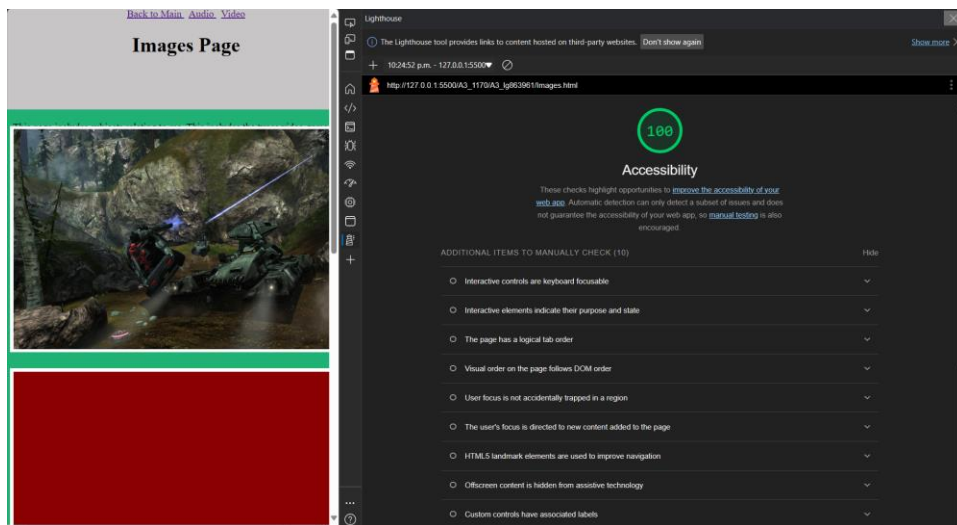 Back to Main  Audio  Video
Images Page
Lighthouse
The Lighthouse tool provides links to content hosted on third-party websites. Don't show again
Show more
10:24:52 p.m. - 127.0.0.1:5500
http://127.0.0.1:5500/A3_1170/A3_lg863961/Images.html
100
Accessibility
These checks highlight opportunities to improve the accessibility of your
web app. Automatic detection can only detect a subset of issues and does
not guarantee the accessibility of your web app, so manual testing is also
encouraged.
ADDITIONAL ITEMS TO MANUALLY CHECK (10)
Hide
Interactive controls are keyboard focusable
Interactive elements indicate their purpose and state
The page has a logical tab order
Visual order on the page follows DOM order
User focus is not accidentally trapped in a region
The user's focus is directed to new content added to the page
HTML5 landmark elements are used to improve navigation
Offscreen content is hidden from assistive technology
Custom controls have associated labels